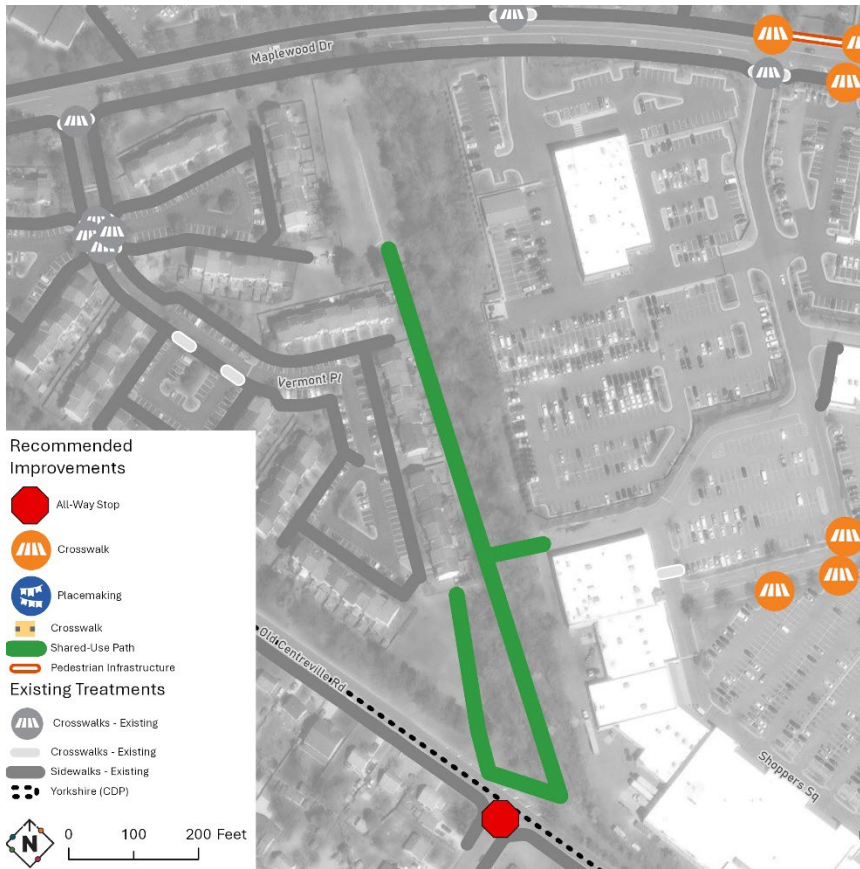 Maplewood Dr
Vermont Pl
Old Centreville Rd
Shoppers Sq
Recommended
Improvements
All-Way Stop
Crosswalk
Placemaking
Crosswalk
Shared-Use Path
Pedestrian Infrastructure
Existing Treatments
Crosswalks - Existing
Crosswalks - Existing
Sidewalks - Existing
Yorkshire (CDP)
N
0 100 200 Feet